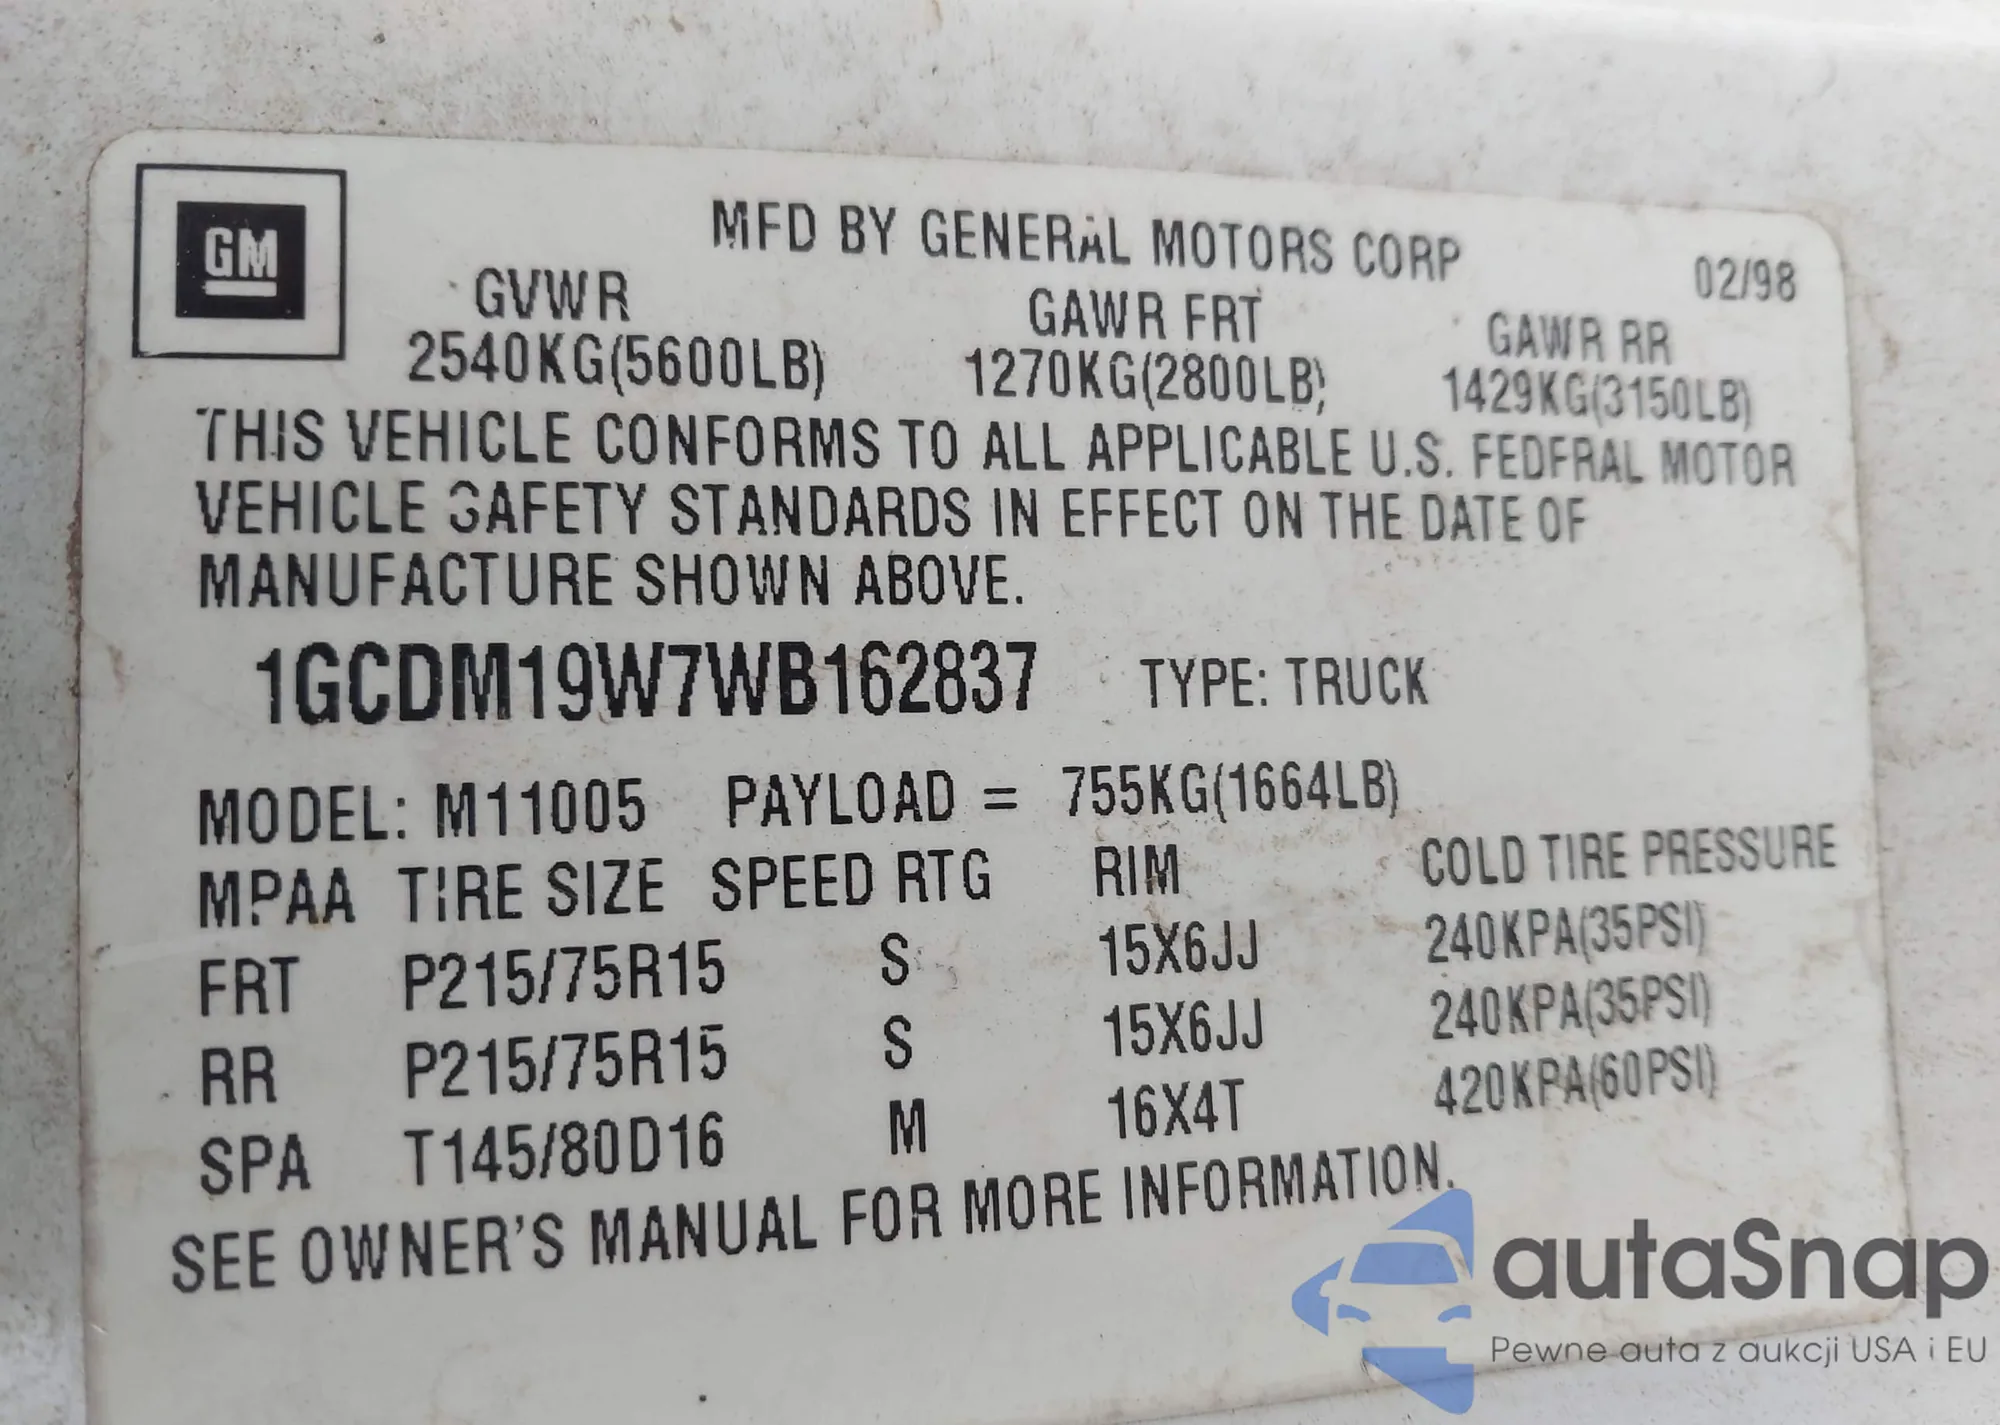 GM
MFD BY GENERAL MOTORS CORP
02/98
GVWR GAWR FRT GAWR RR
2540KG(5600LB) 1270KG(2800LB) 1429KG(3150LB)
THIS VEHICLE CONFORMS TO ALL APPLICABLE U.S. FEDERAL MOTOR
VEHICLE SAFETY STANDARDS IN EFFECT ON THE DATE OF
MANUFACTURE SHOWN ABOVE.
1GCDM19W7WB162837 TYPE: TRUCK
MODEL: M11005 PAYLOAD = 755KG(1664LB)
MPAA TIRE SIZE SPEED RTG RIM COLD TIRE PRESSURE
FRT P215/75R15 S 15X6JJ 240KPA(35PSI)
RR P215/75R15 S 15X6JJ 240KPA(35PSI)
SPA T145/80D16 M 16X4T 420KPA(60PSI)
SEE OWNER'S MANUAL FOR MORE INFORMATION.
autaSnap
Pewne auta z aukcji USA i EU